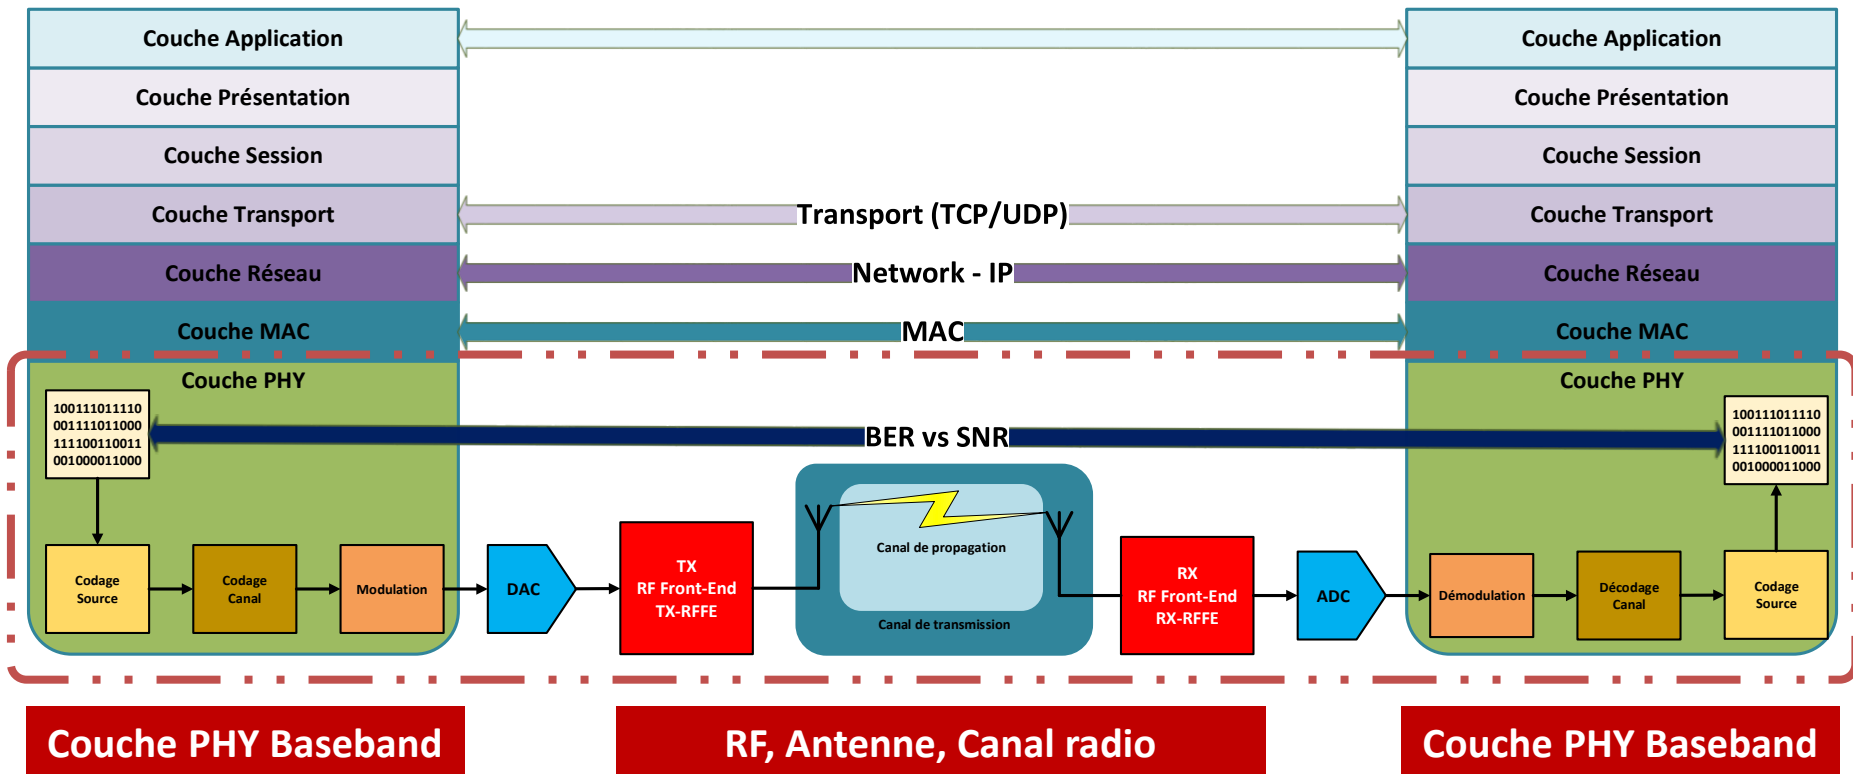 Couche Application
Couche Application
Couche Présentation
Couche Présentation
Couche Session
Couche Session
Couche Transport
Transport (TCP/UDP)
Couche Transport
Couche Réseau
Network - IP
Couche Réseau
Couche MAC
MAC
Couche MAC
Couche PHY
Couche PHY
100111011110
001111011000
111100110011
001000011000
BER vs SNR
100111011110
001111011000
111100110011
001000011000
Codage
Source
Codage
Canal
Modulation
DAC
TX
RF Front-End
TX-RFFE
Canal de propagation
Canal de transmission
RX
RF Front-End
RX-RFFE
ADC
Démodulation
Décodage
Canal
Codage
Source
Couche PHY Baseband
RF, Antenne, Canal radio
Couche PHY Baseband